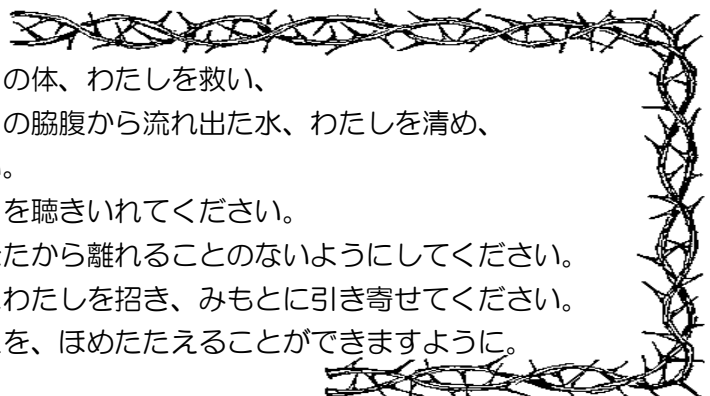 の体、わたしを救い、
の脇腹から流れ出た水、わたしを清め、
。
を聴きいれてください。
たから離れることのないようにしてください。
わたしを招き、みもとに引き寄せてください。
を、ほめたたえることができますように。